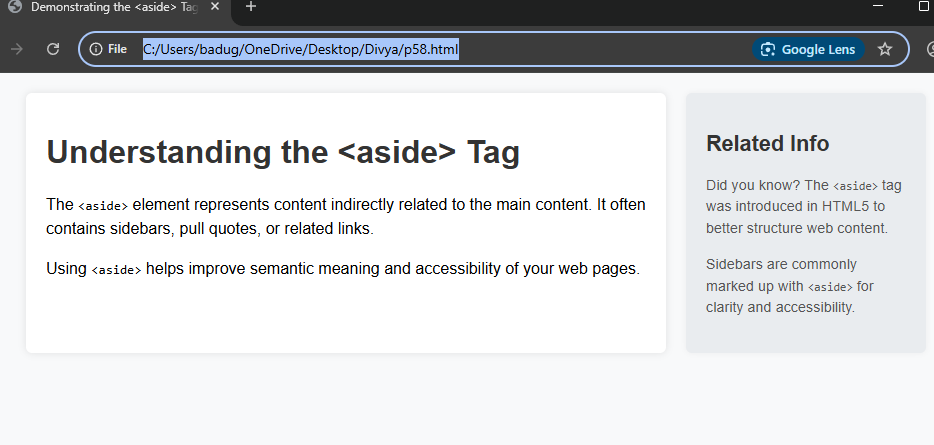 Demonstrating the <aside> Tag
File
C:/Users/badug/OneDrive/Desktop/Divya/p58.html
Google Lens
Understanding the <aside> Tag
The <aside> element represents content indirectly related to the main content. It often
contains sidebars, pull quotes, or related links.
Using <aside> helps improve semantic meaning and accessibility of your web pages.
Related Info
Did you know? The <aside> tag
was introduced in HTML5 to
better structure web content.
Sidebars are commonly
marked up with <aside> for
clarity and accessibility.